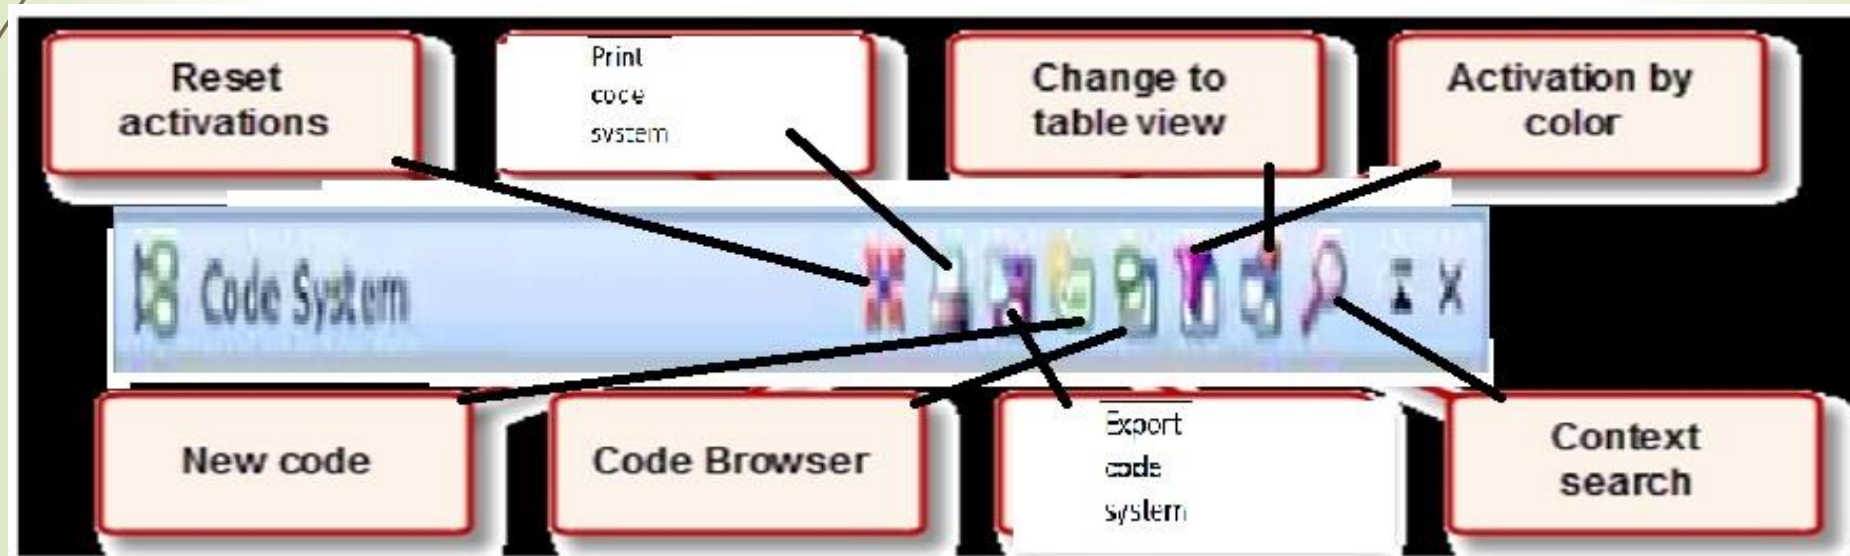 Reset
activations
Print
code
system
Change to
table view
Activation by
color
Code System
New code
Code Browser
Export
code
system
Context
search